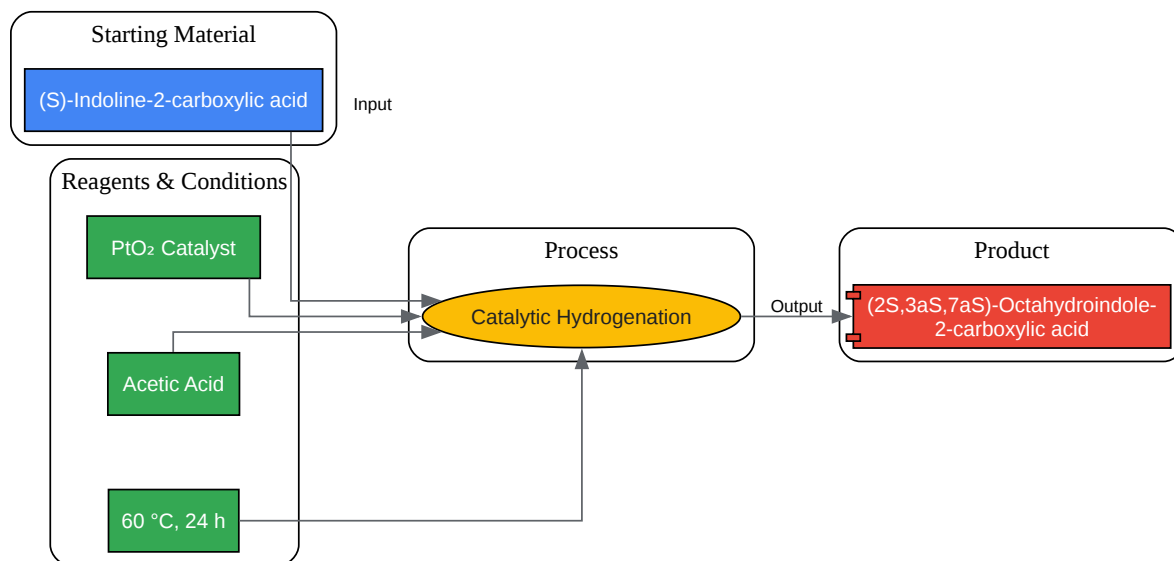 Starting Material
(S)-Indoline-2-carboxylic acid
Input
Reagents & Conditions
PtO₂ Catalyst
Acetic Acid
60 °C, 24 h
Process
Catalytic Hydrogenation
Output
Product
(2S,3aS,7aS)-Octahydroindole-
2-carboxylic acid